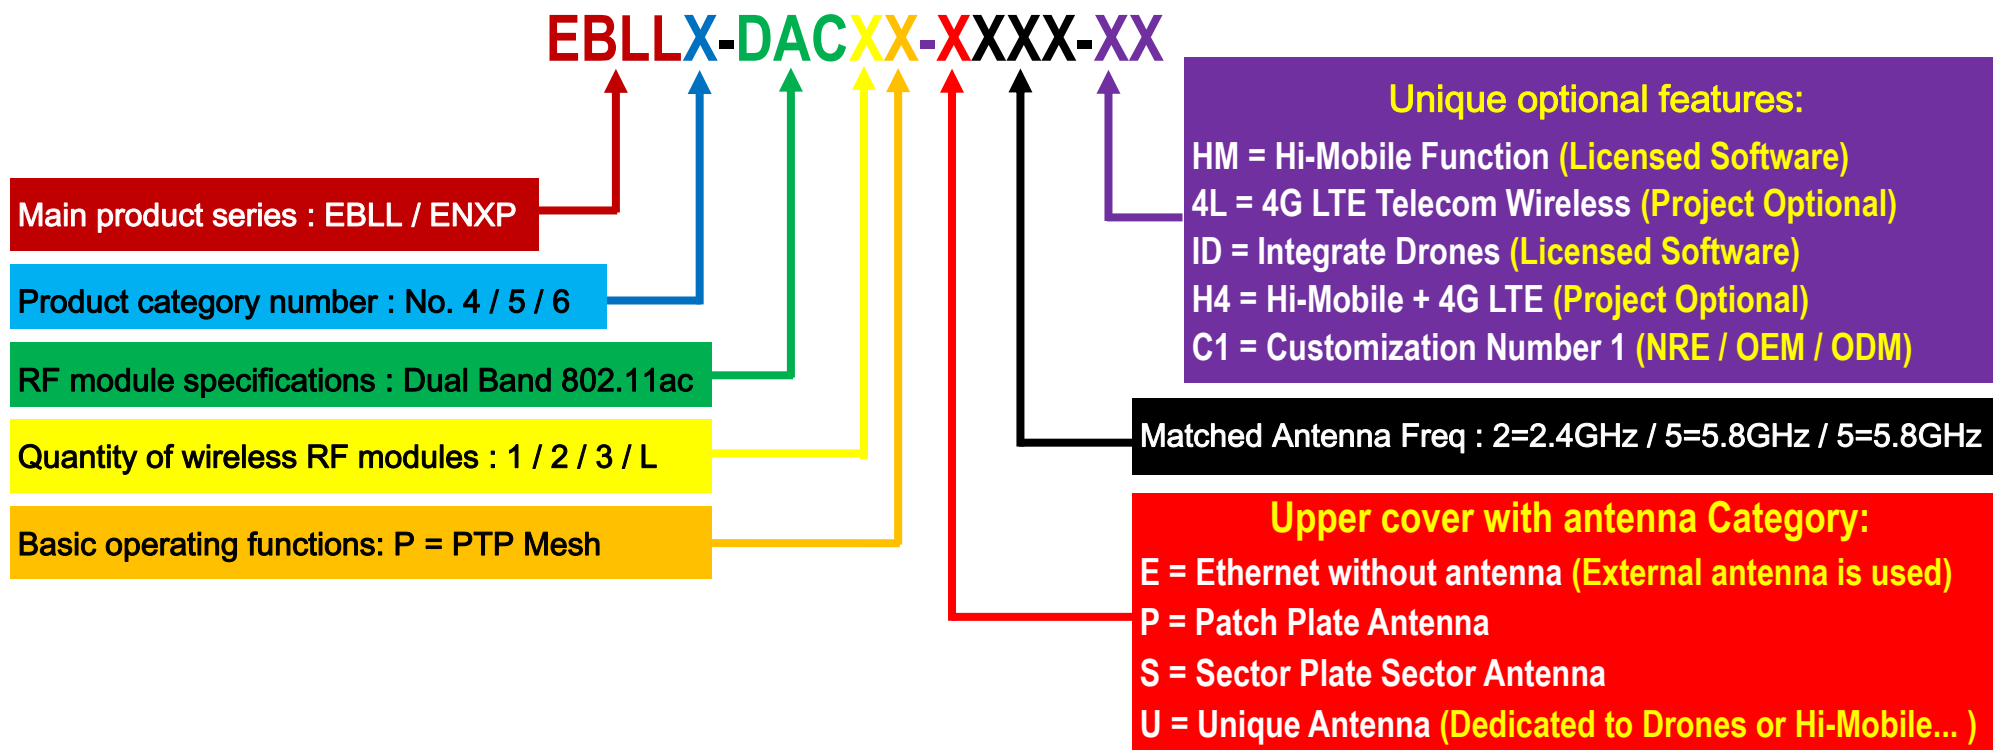 EBLLX-DACXX-XXXX-XX
Main product series : EBLL / ENXP
Product category number : No. 4 / 5 / 6
RF module specifications : Dual Band 802.11ac
Quantity of wireless RF modules : 1 / 2 / 3 / L
Basic operating functions: P = PTP Mesh
Unique optional features:
HM = Hi-Mobile Function (Licensed Software)
4L = 4G LTE Telecom Wireless (Project Optional)
ID = Integrate Drones (Licensed Software)
H4 = Hi-Mobile + 4G LTE (Project Optional)
C1 = Customization Number 1 (NRE / OEM / ODM)
Matched Antenna Freq : 2=2.4GHz / 5=5.8GHz / 5=5.8GHz
Upper cover with antenna Category:
E = Ethernet without antenna (External antenna is used)
P = Patch Plate Antenna
S = Sector Plate Sector Antenna
U = Unique Antenna (Dedicated to Drones or Hi-Mobile... )